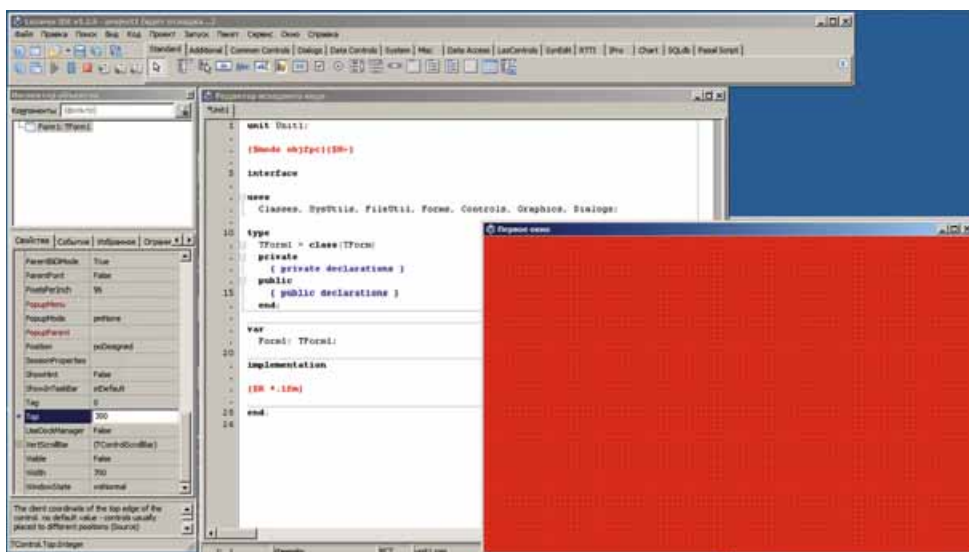 Lazarus IDE - project1
Файл Правка Поиск Вид Код Проект Запуск Пакет Сервис Окно Справка
Standard Additional Common Controls Dialogs Data Controls System Misc Data Access LazControls SynEdit RTTI IPro Chart SQLdb Pascal Script
Инспектор объектов
Компоненты
Form1: TForm1
Свойства События Избранное Ограни
ParentBiDiMode True
ParentFont False
PixelsPerInch 96
PopupMenu
PopupMode pmNone
PopupParent
Position poDesigned
SessionProperties
ShowHint False
ShowInTaskBar stDefault
Tag 0
Top 300
UseDockManager False
VertScrollBar (TControlScrollBar)
Visible False
Width 700
WindowState wsNormal
The client coordinate of the top edge of the
control. no default value - controls usually
placed to different positions (Source)
TControl.Top:Integer
Редактор исходного кода
*Unit1
1 unit Unit1;
{$mode objfpc}{$H+}
5 interface
uses
Classes, SysUtils, FileUtil, Forms, Controls, Graphics, Dialogs;
10 type
TForm1 = class(TForm)
private
{ private declarations }
public
15 { public declarations }
end;
var
Form1: TForm1;
20
implementation
{$R *.lfm}
end.
Первое окно